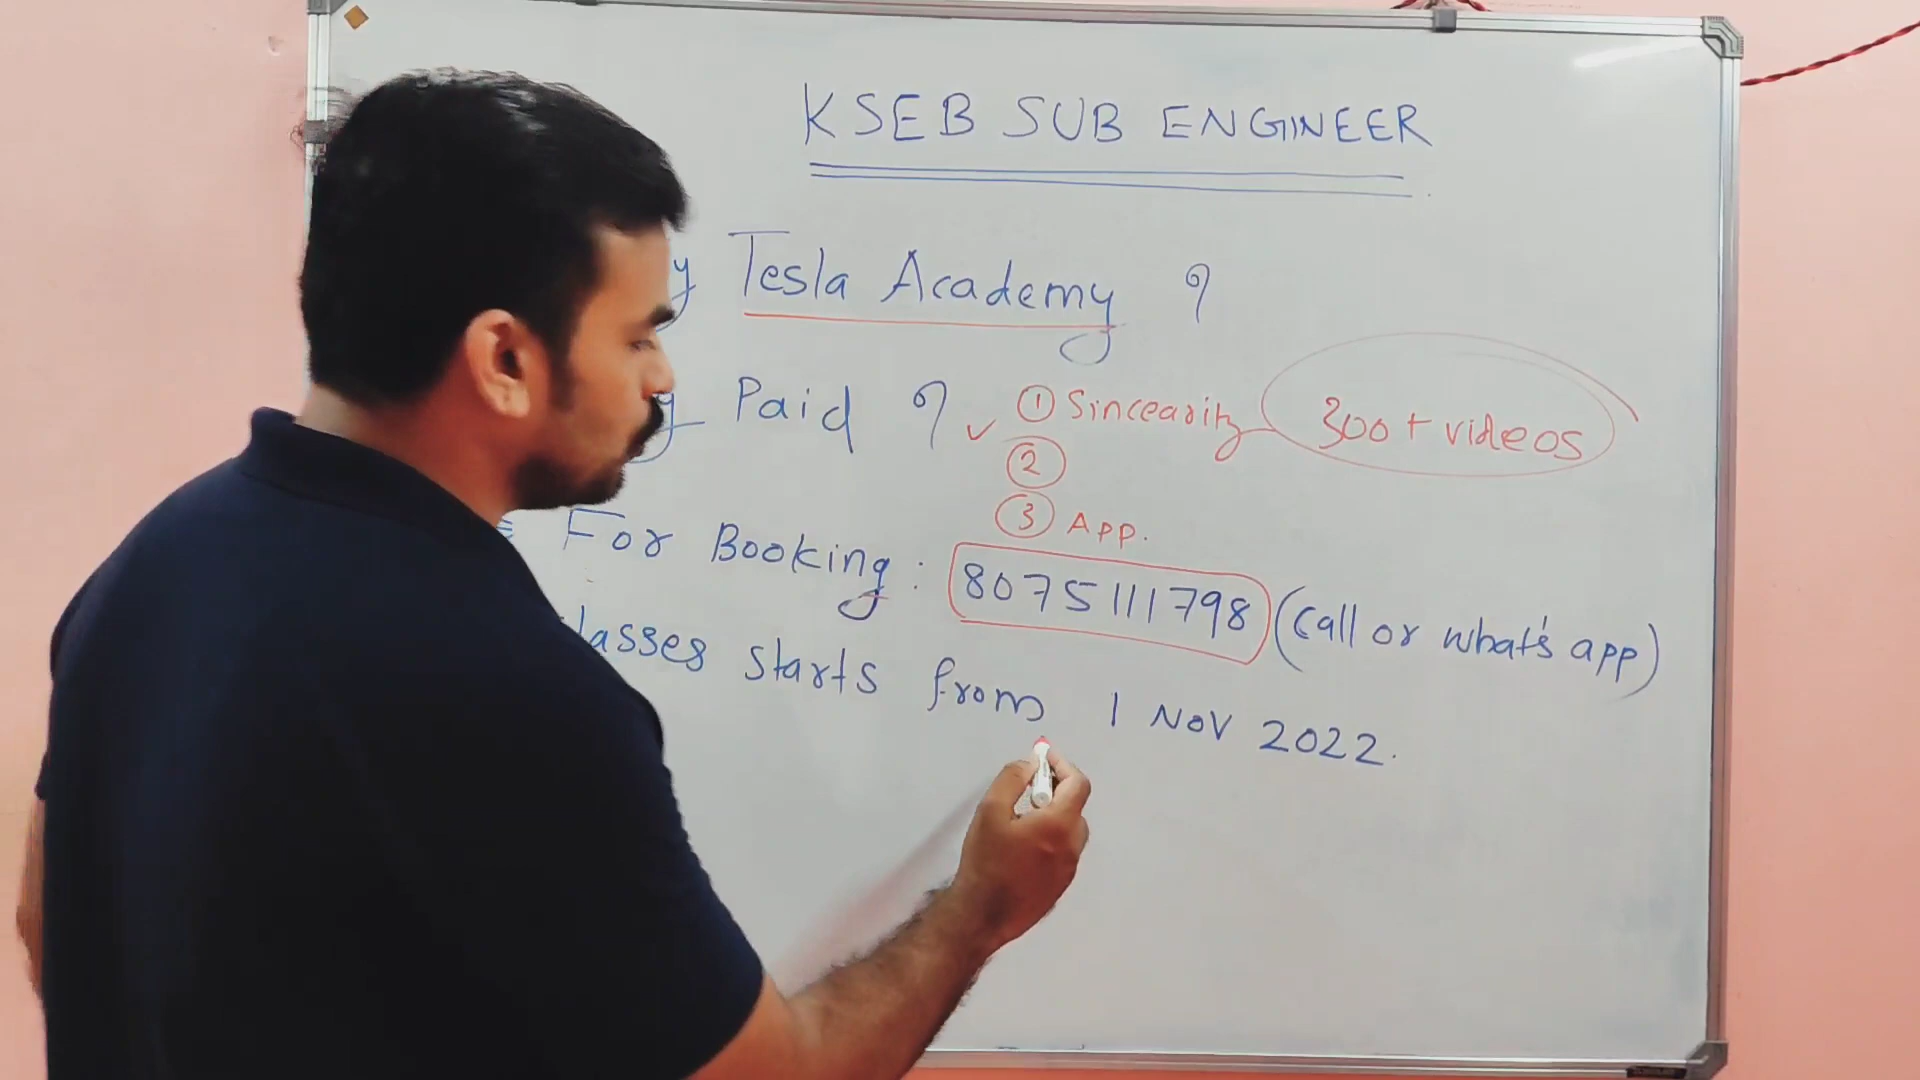 KSEB SUB ENGINEER
y Tesla Academy ?
g Paid ? ✓ ① Sincearity 300+ videos
②
③ App.
For Booking : 8075111798 (Call or what's app)
lasses starts from 1 Nov 2022.